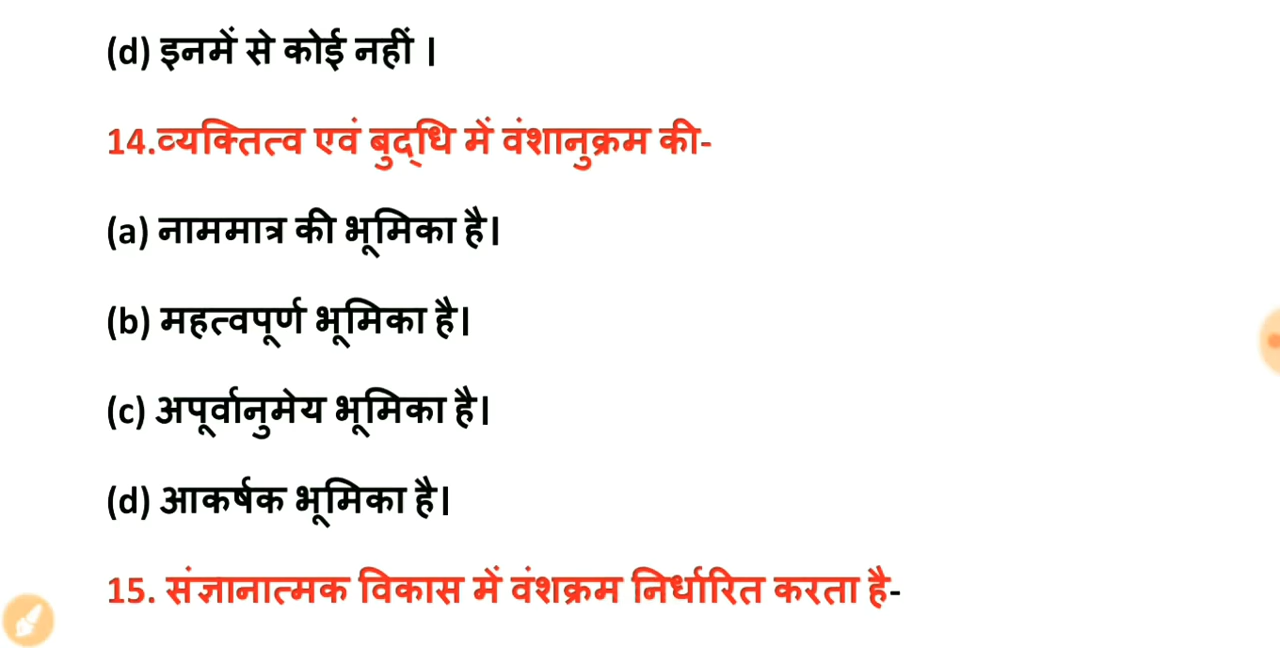 (d) इनमें से कोई नहीं ।
14.व्यक्तित्व एवं बुद्धि में वंशानुक्रम की-
(a) नाममात्र की भूमिका है।
(b) महत्वपूर्ण भूमिका है।
(c) अपूर्वानुमेय भूमिका है।
(d) आकर्षक भूमिका है।
15. संज्ञानात्मक विकास में वंशक्रम निर्धारित करता है-